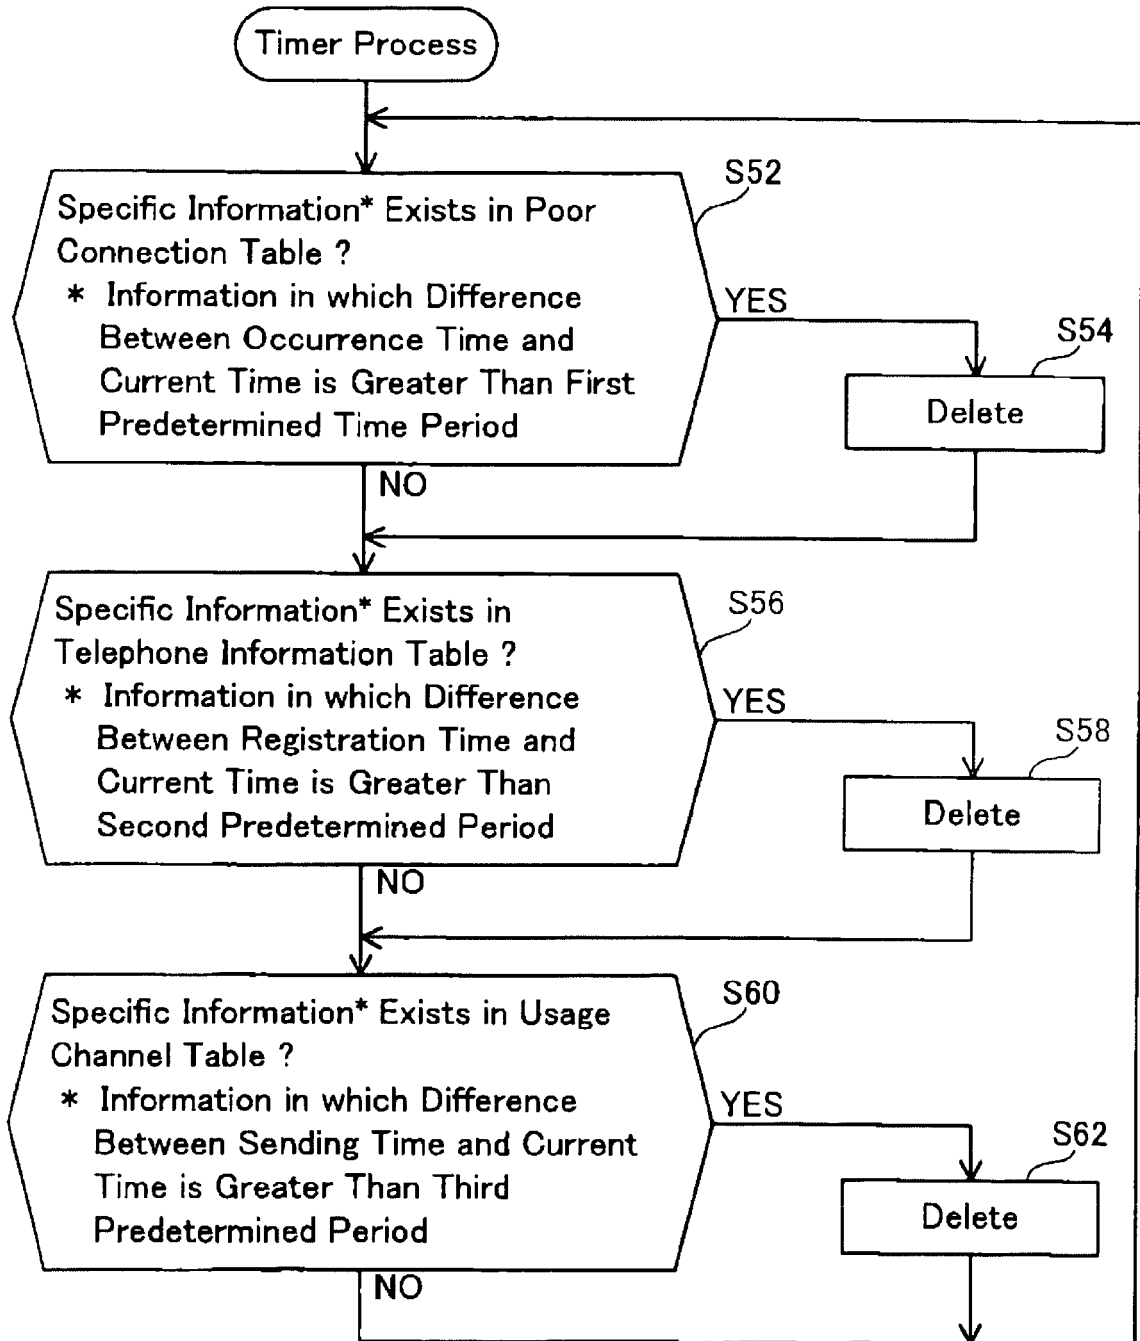 Timer Process
S52
Specific Information* Exists in Poor
Connection Table ?
* Information in which Difference
Between Occurrence Time and
Current Time is Greater Than First
Predetermined Time Period
YES
S54
Delete
NO
Specific Information* Exists in
Telephone Information Table ?
* Information in which Difference
Between Registration Time and
Current Time is Greater Than
Second Predetermined Period
S56
YES
S58
Delete
NO
Specific Information* Exists in Usage
Channel Table ?
* Information in which Difference
Between Sending Time and Current
Time is Greater Than Third
Predetermined Period
S60
YES
S62
Delete
NO